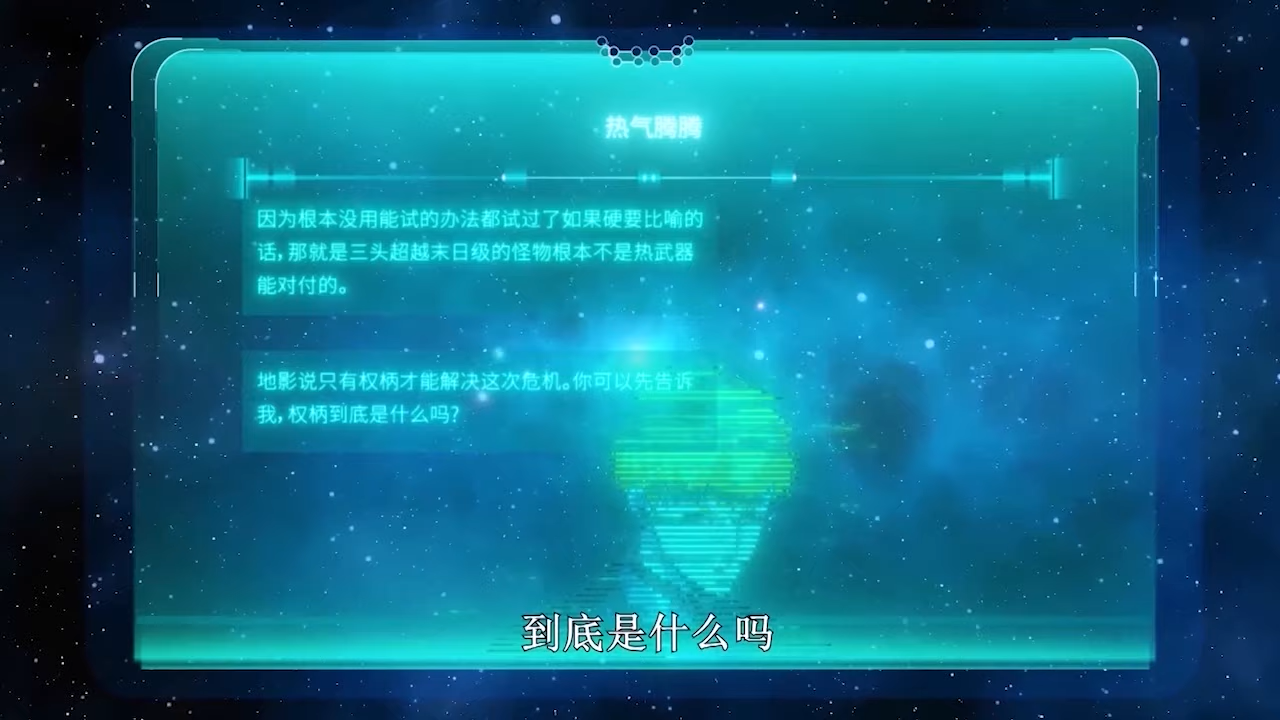 热气腾腾
因为根本没用能试的办法都试过了如果硬要比喻的
话,那就是三头超越末日级的怪物根本不是热武器
能对付的。
地影说只有权柄才能解决这次危机。你可以先告诉
我,权柄到底是什么吗?
到底是什么吗